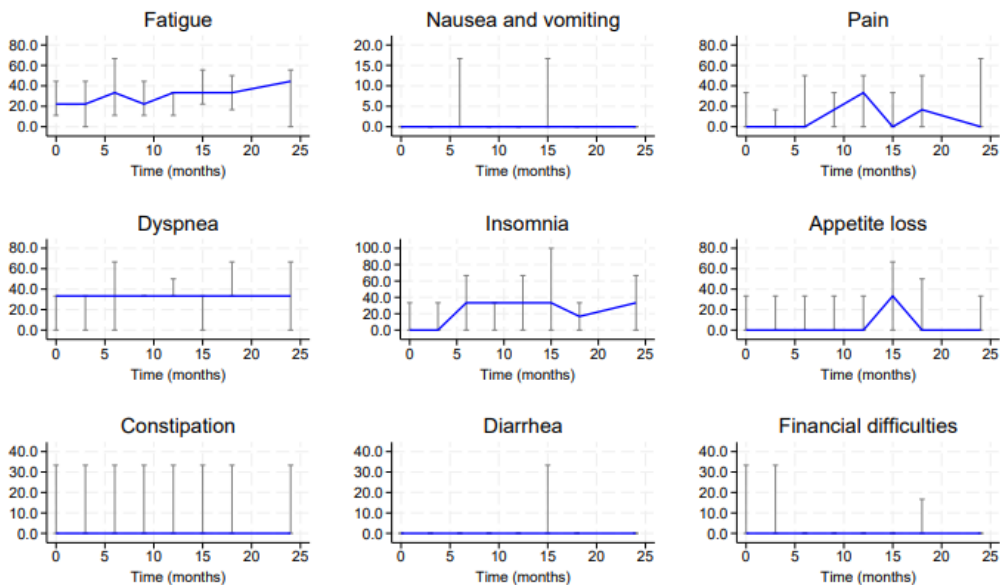 Fatigue
80.0
60.0
40.0
20.0
0.0
0 5 10 15 20 25
Time (months)
Nausea and vomiting
20.0
15.0
10.0
5.0
0.0
0 5 10 15 20 25
Time (months)
Pain
80.0
60.0
40.0
20.0
0.0
0 5 10 15 20 25
Time (months)
Dyspnea
80.0
60.0
40.0
20.0
0.0
0 5 10 15 20 25
Time (months)
Insomnia
100.0
80.0
60.0
40.0
20.0
0.0
0 5 10 15 20 25
Time (months)
Appetite loss
80.0
60.0
40.0
20.0
0.0
0 5 10 15 20 25
Time (months)
Constipation
40.0
30.0
20.0
10.0
0.0
0 5 10 15 20 25
Time (months)
Diarrhea
40.0
30.0
20.0
10.0
0.0
0 5 10 15 20 25
Time (months)
Financial difficulties
40.0
30.0
20.0
10.0
0.0
0 5 10 15 20 25
Time (months)